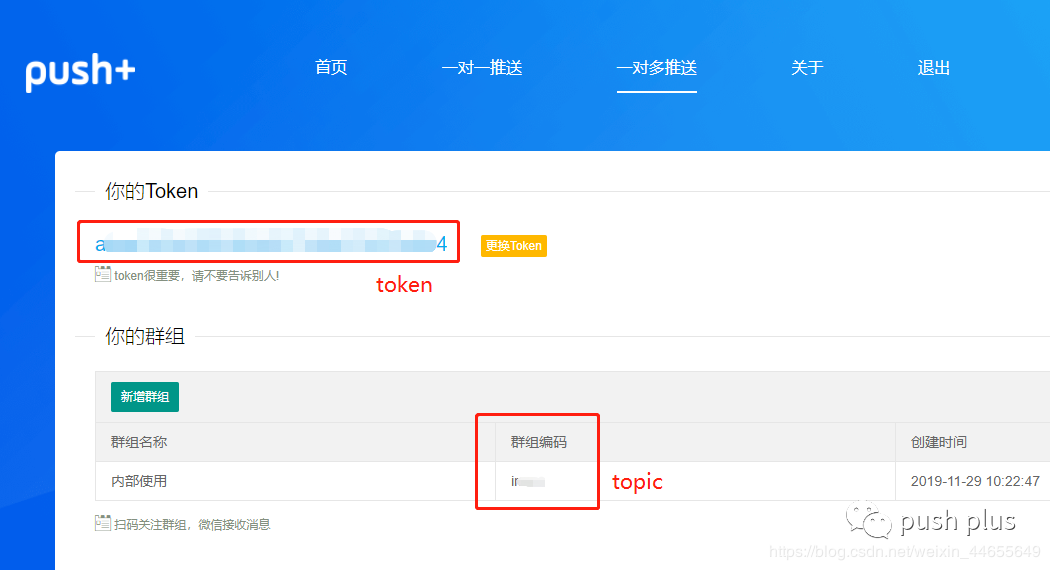 push+
首页
一对一推送
一对多推送
关于
退出
你的Token
a
4
更换Token
token很重要，请不要告诉别人!
token
你的群组
新增群组
群组名称
群组编码
创建时间
内部使用
topic
2019-11-29 10:22:47
扫码关注群组，微信接收消息
push plus
https://blog.csdn.net/weixin_44655649